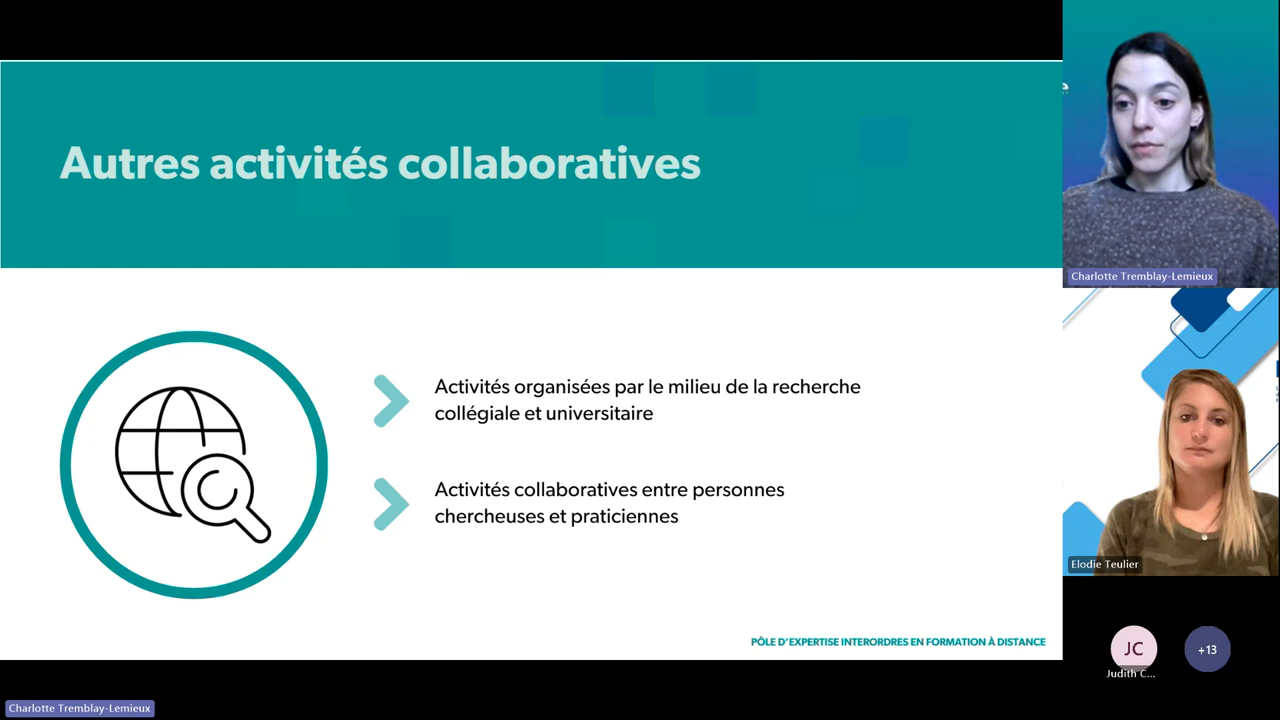 Autres activités collaboratives
Activités organisées par le milieu de la recherche
collégiale et universitaire
Activités collaboratives entre personnes
chercheuses et praticiennes
PÔLE D'EXPERTISE INTERORDRES EN FORMATION À DISTANCE
Charlotte Tremblay-Lemieux
Elodie Teulier
JC
Judith C...
+13
Charlotte Tremblay-Lemieux